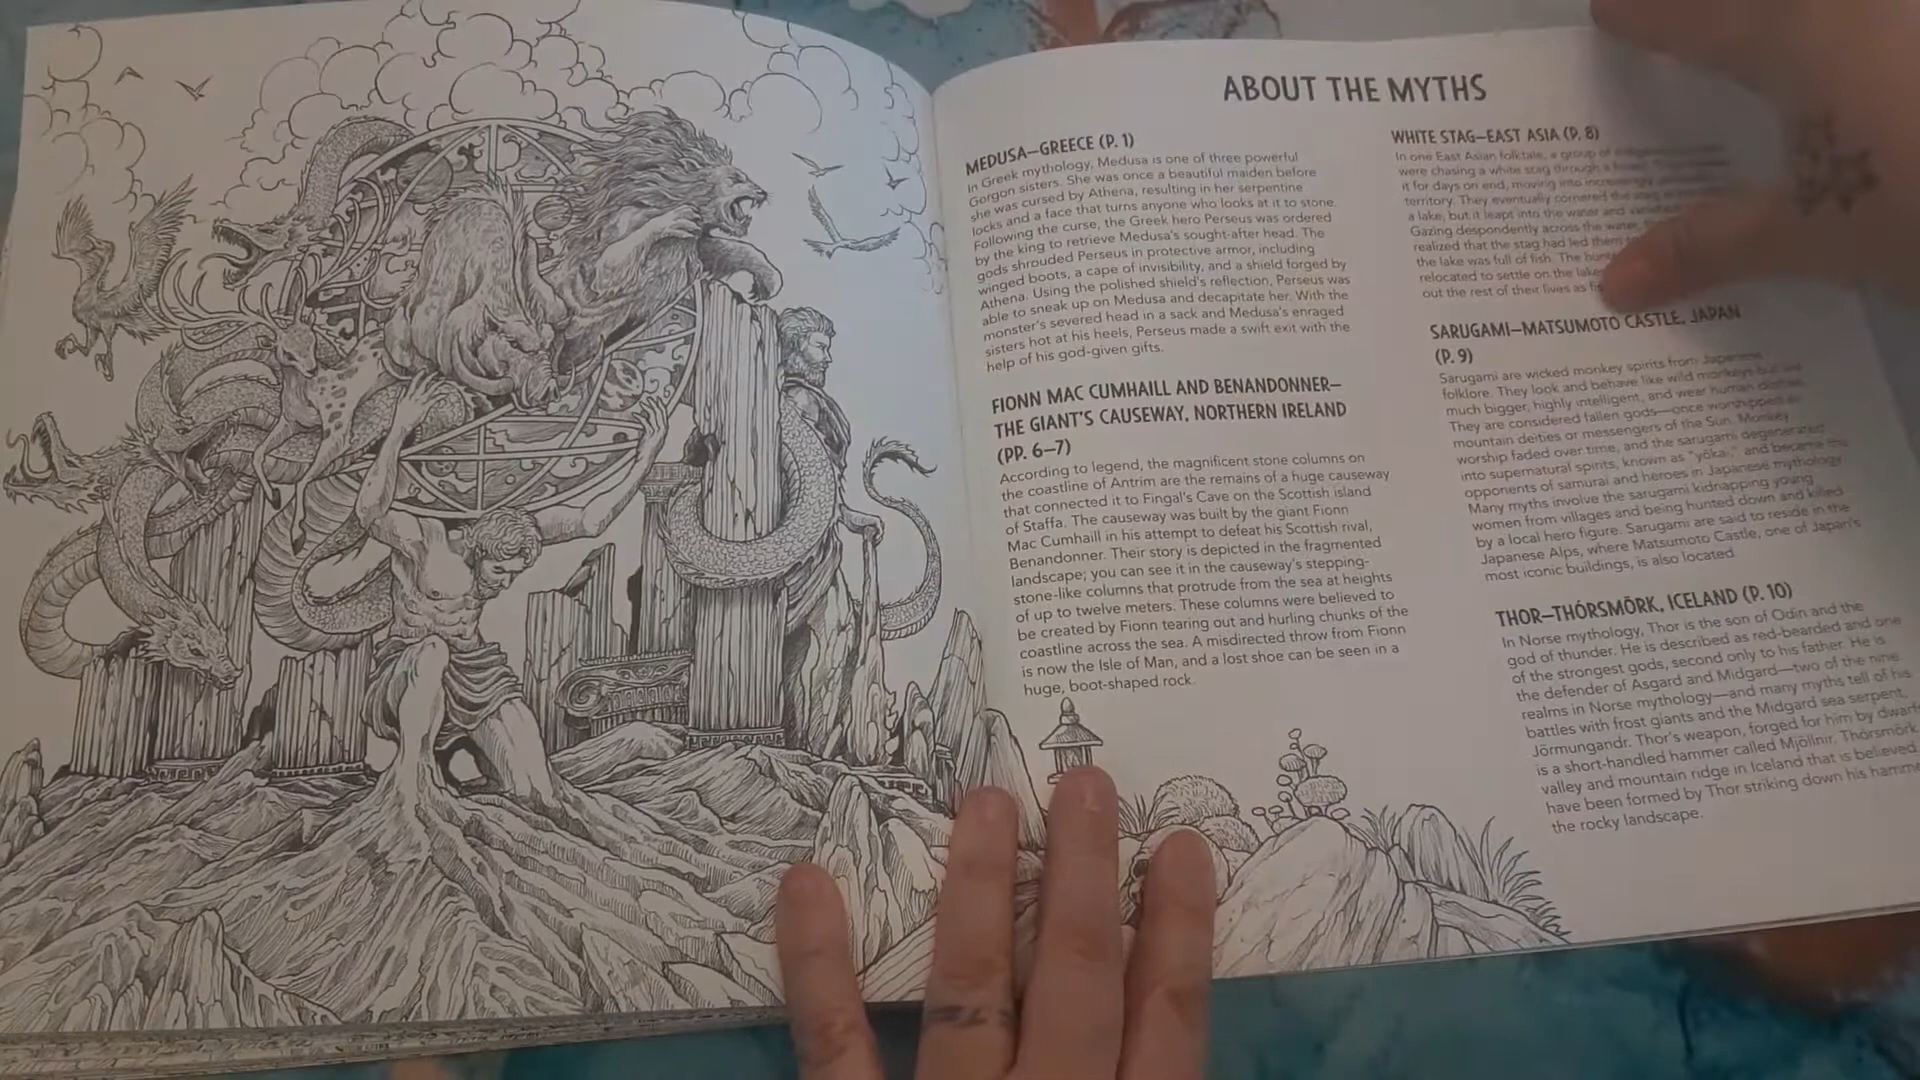 ABOUT THE MYTHS
MEDUSA—GREECE (P. 1)
In Greek mythology, Medusa is one of three powerful
Gorgon sisters. She was once a beautiful maiden before
she was cursed by Athena, resulting in her serpentine
locks and a face that turns anyone who looks at it to stone.
Following the curse, the Greek hero Perseus was ordered
by the king to retrieve Medusa's sought-after head. The
gods shrouded Perseus in protective armor, including
winged boots, a cape of invisibility, and a shield forged by
Athena. Using the polished shield's reflection, Perseus was
able to sneak up on Medusa and decapitate her. With the
monster's severed head in a sack and Medusa's enraged
sisters hot at his heels, Perseus made a swift exit with the
help of his god-given gifts.
FIONN MAC CUMHAILL AND BENANDONNER—
THE GIANT'S CAUSEWAY, NORTHERN IRELAND
(PP. 6–7)
According to legend, the magnificent stone columns on
the coastline of Antrim are the remains of a huge causeway
that connected it to Fingal's Cave on the Scottish island
of Staffa. The causeway was built by the giant Fionn
Mac Cumhaill in his attempt to defeat his Scottish rival,
Benandonner. Their story is depicted in the fragmented
landscape; you can see it in the causeway's stepping-
stone-like columns that protrude from the sea at heights
of up to twelve meters. These columns were believed to
be created by Fionn tearing out and hurling chunks of the
coastline across the sea. A misdirected throw from Fionn
is now the Isle of Man, and a lost shoe can be seen in a
huge, boot-shaped rock.
WHITE STAG—EAST ASIA (P. 8)
In one East Asian folktale, a group of
were chasing a white stag through a
it for days on end, moving into increasingly
territory. They eventually cornered the stag
a lake, but it leapt into the water and
Gazing despondently across the water,
realized that the stag had led them
the lake was full of fish. The
relocated to settle on the
out the rest of their lives as
SARUGAMI—MATSUMOTO CASTLE, JAPAN
(P. 9)
Sarugami are wicked monkey spirits from Japanese
folklore. They look and behave like wild monkeys but are
much bigger, highly intelligent, and wear human clothes.
They are considered fallen gods—once worshipped as
mountain deities or messengers of the Sun. Monkey
worship faded over time, and the sarugami degenerated
into supernatural spirits, known as "yōkai," and became the
opponents of samurai and heroes in Japanese mythology.
Many myths involve the sarugami kidnapping young
women from villages and being hunted down and killed
by a local hero figure. Sarugami are said to reside in the
Japanese Alps, where Matsumoto Castle, one of Japan's
most iconic buildings, is also located.
THOR—THÓRSMÖRK, ICELAND (P. 10)
In Norse mythology, Thor is the son of Odin and the
god of thunder. He is described as red-bearded and one
of the strongest gods, second only to his father. He is
the defender of Asgard and Midgard—two of the nine
realms in Norse mythology—and many myths tell of his
battles with frost giants and the Midgard sea serpent,
Jörmungandr. Thor's weapon, forged for him by
is a short-handled hammer called Mjöllnir. Thórsmörk
valley and mountain ridge in Iceland that is believed
have been formed by Thor striking down his
the rocky landscape.